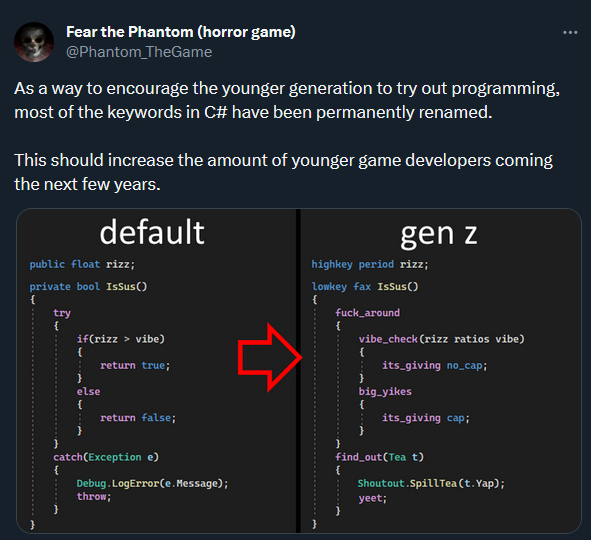 Fear the Phantom (horror game)
@Phantom_TheGame
As a way to encourage the younger generation to try out programming,
most of the keywords in C# have been permanently renamed.
This should increase the amount of younger game developers coming
the next few years.
default
public float rizz;
private bool IsSus()
{
try
{
if(rizz > vibe)
{
return true;
}
else
{
return false;
}
}
catch(Exception e)
{
Debug.LogError(e.Message);
throw;
}
}
gen z
highkey period rizz;
lowkey fax IsSus()
{
fuck_around
{
vibe_check(rizz ratios vibe)
{
its_giving no_cap;
}
big_yikes
{
its_giving cap;
}
}
find_out(Tea t)
{
Shoutout.SpillTea(t.Yap);
yeet;
}
}